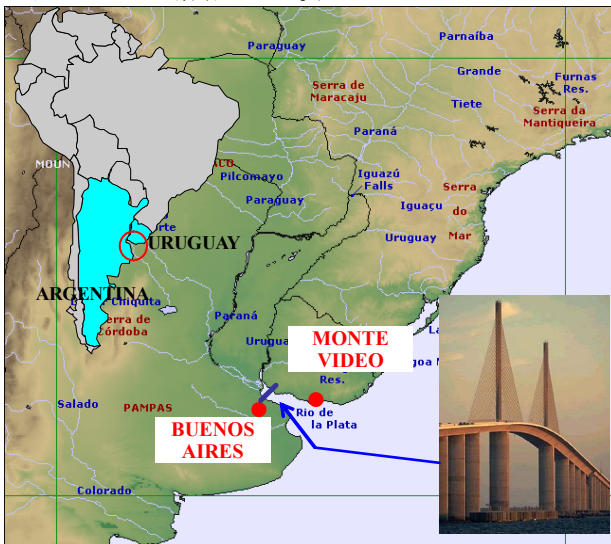 Paraguay
Parnaíba
Grande
Furnas
Res.
Serra de
Maracaju
Tiete
Serra da
Mantiqueira
Paraná
MOUN
Pilcomayo
Iguazú
Falls
Paraguay
Serra
do
Mar
Iguaçu
URUGUAY
Uruguay
ARGENTINA
Chiquita
Serra de
Córdoba
Paraná
MONTE
VIDEO
Res.
Salado
PAMPAS
Rio de
la Plata
BUENOS
AIRES
Colorado